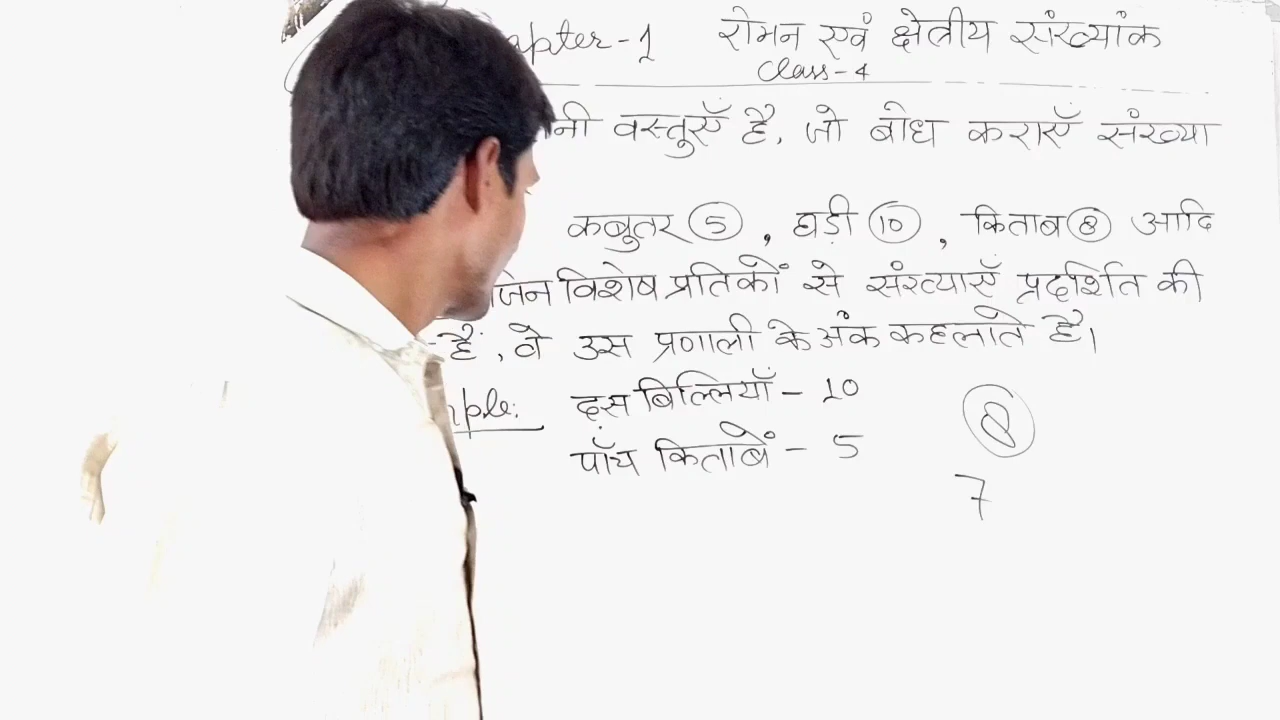 apter-1 रोमन एवं क्षेत्रीय संख्यांक
class-4
नी वस्तुएँ है, जो बोध कराएँ संख्या
कबुतर 5 , घड़ी 10 , किताब 8 आदि
जिन विशेष प्रतिकों से संख्याएँ प्रदर्शित की
है , वे उस प्रणाली के अंक कहलाते है।
mple: दस बिल्लियाँ - 10
पाँच किताबें - 5
8
7